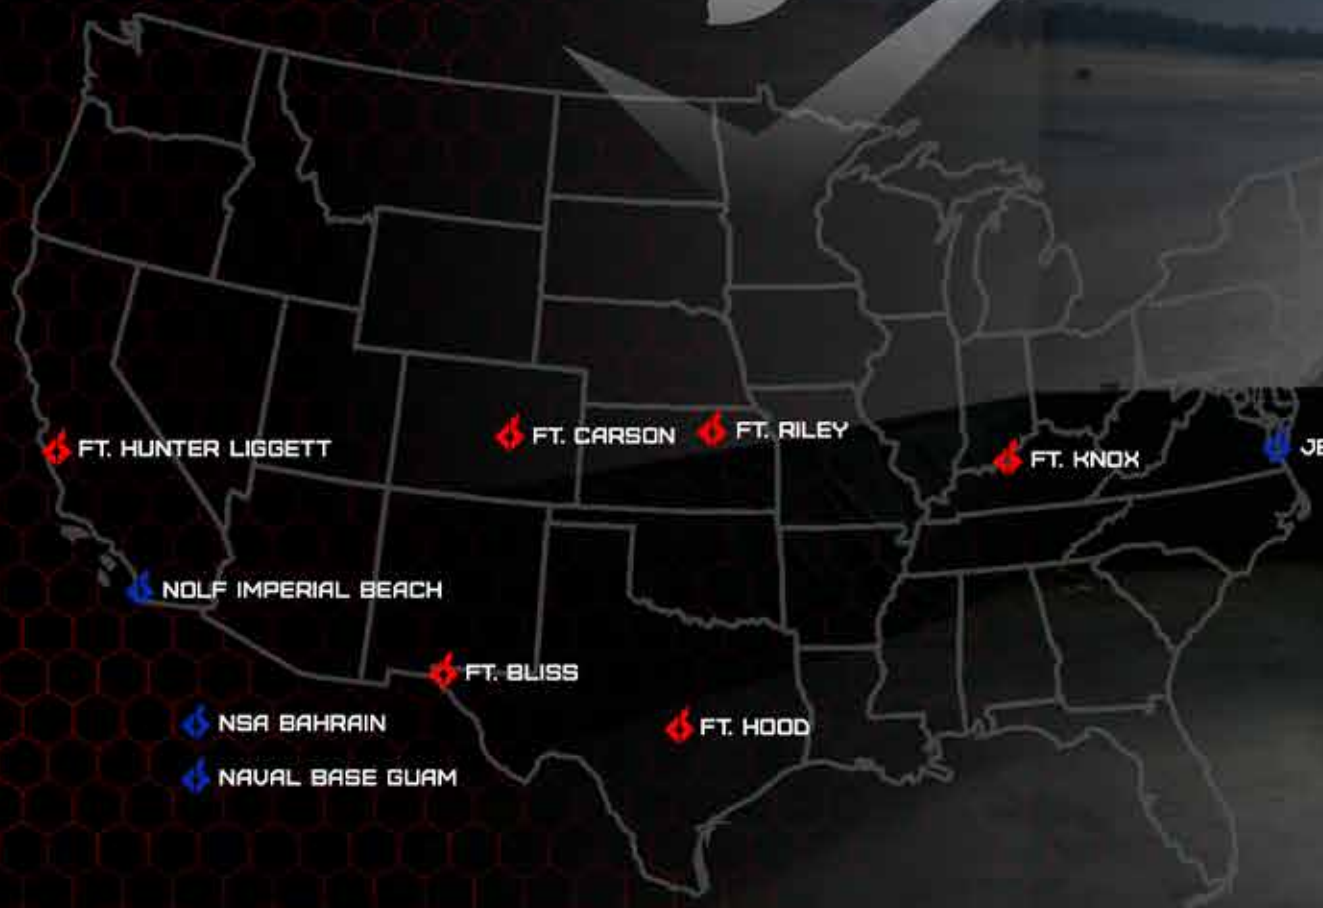 FT. CARSON
FT. RILEY
FT. HUNTER LIGGETT
FT. KNOX
NOLF IMPERIAL BEACH
FT. BLISS
NSA BAHRAIN
FT. HOOD
NAVAL BASE GUAM